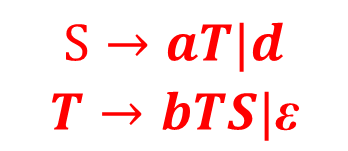 S → aT|d
T → bTS|ε